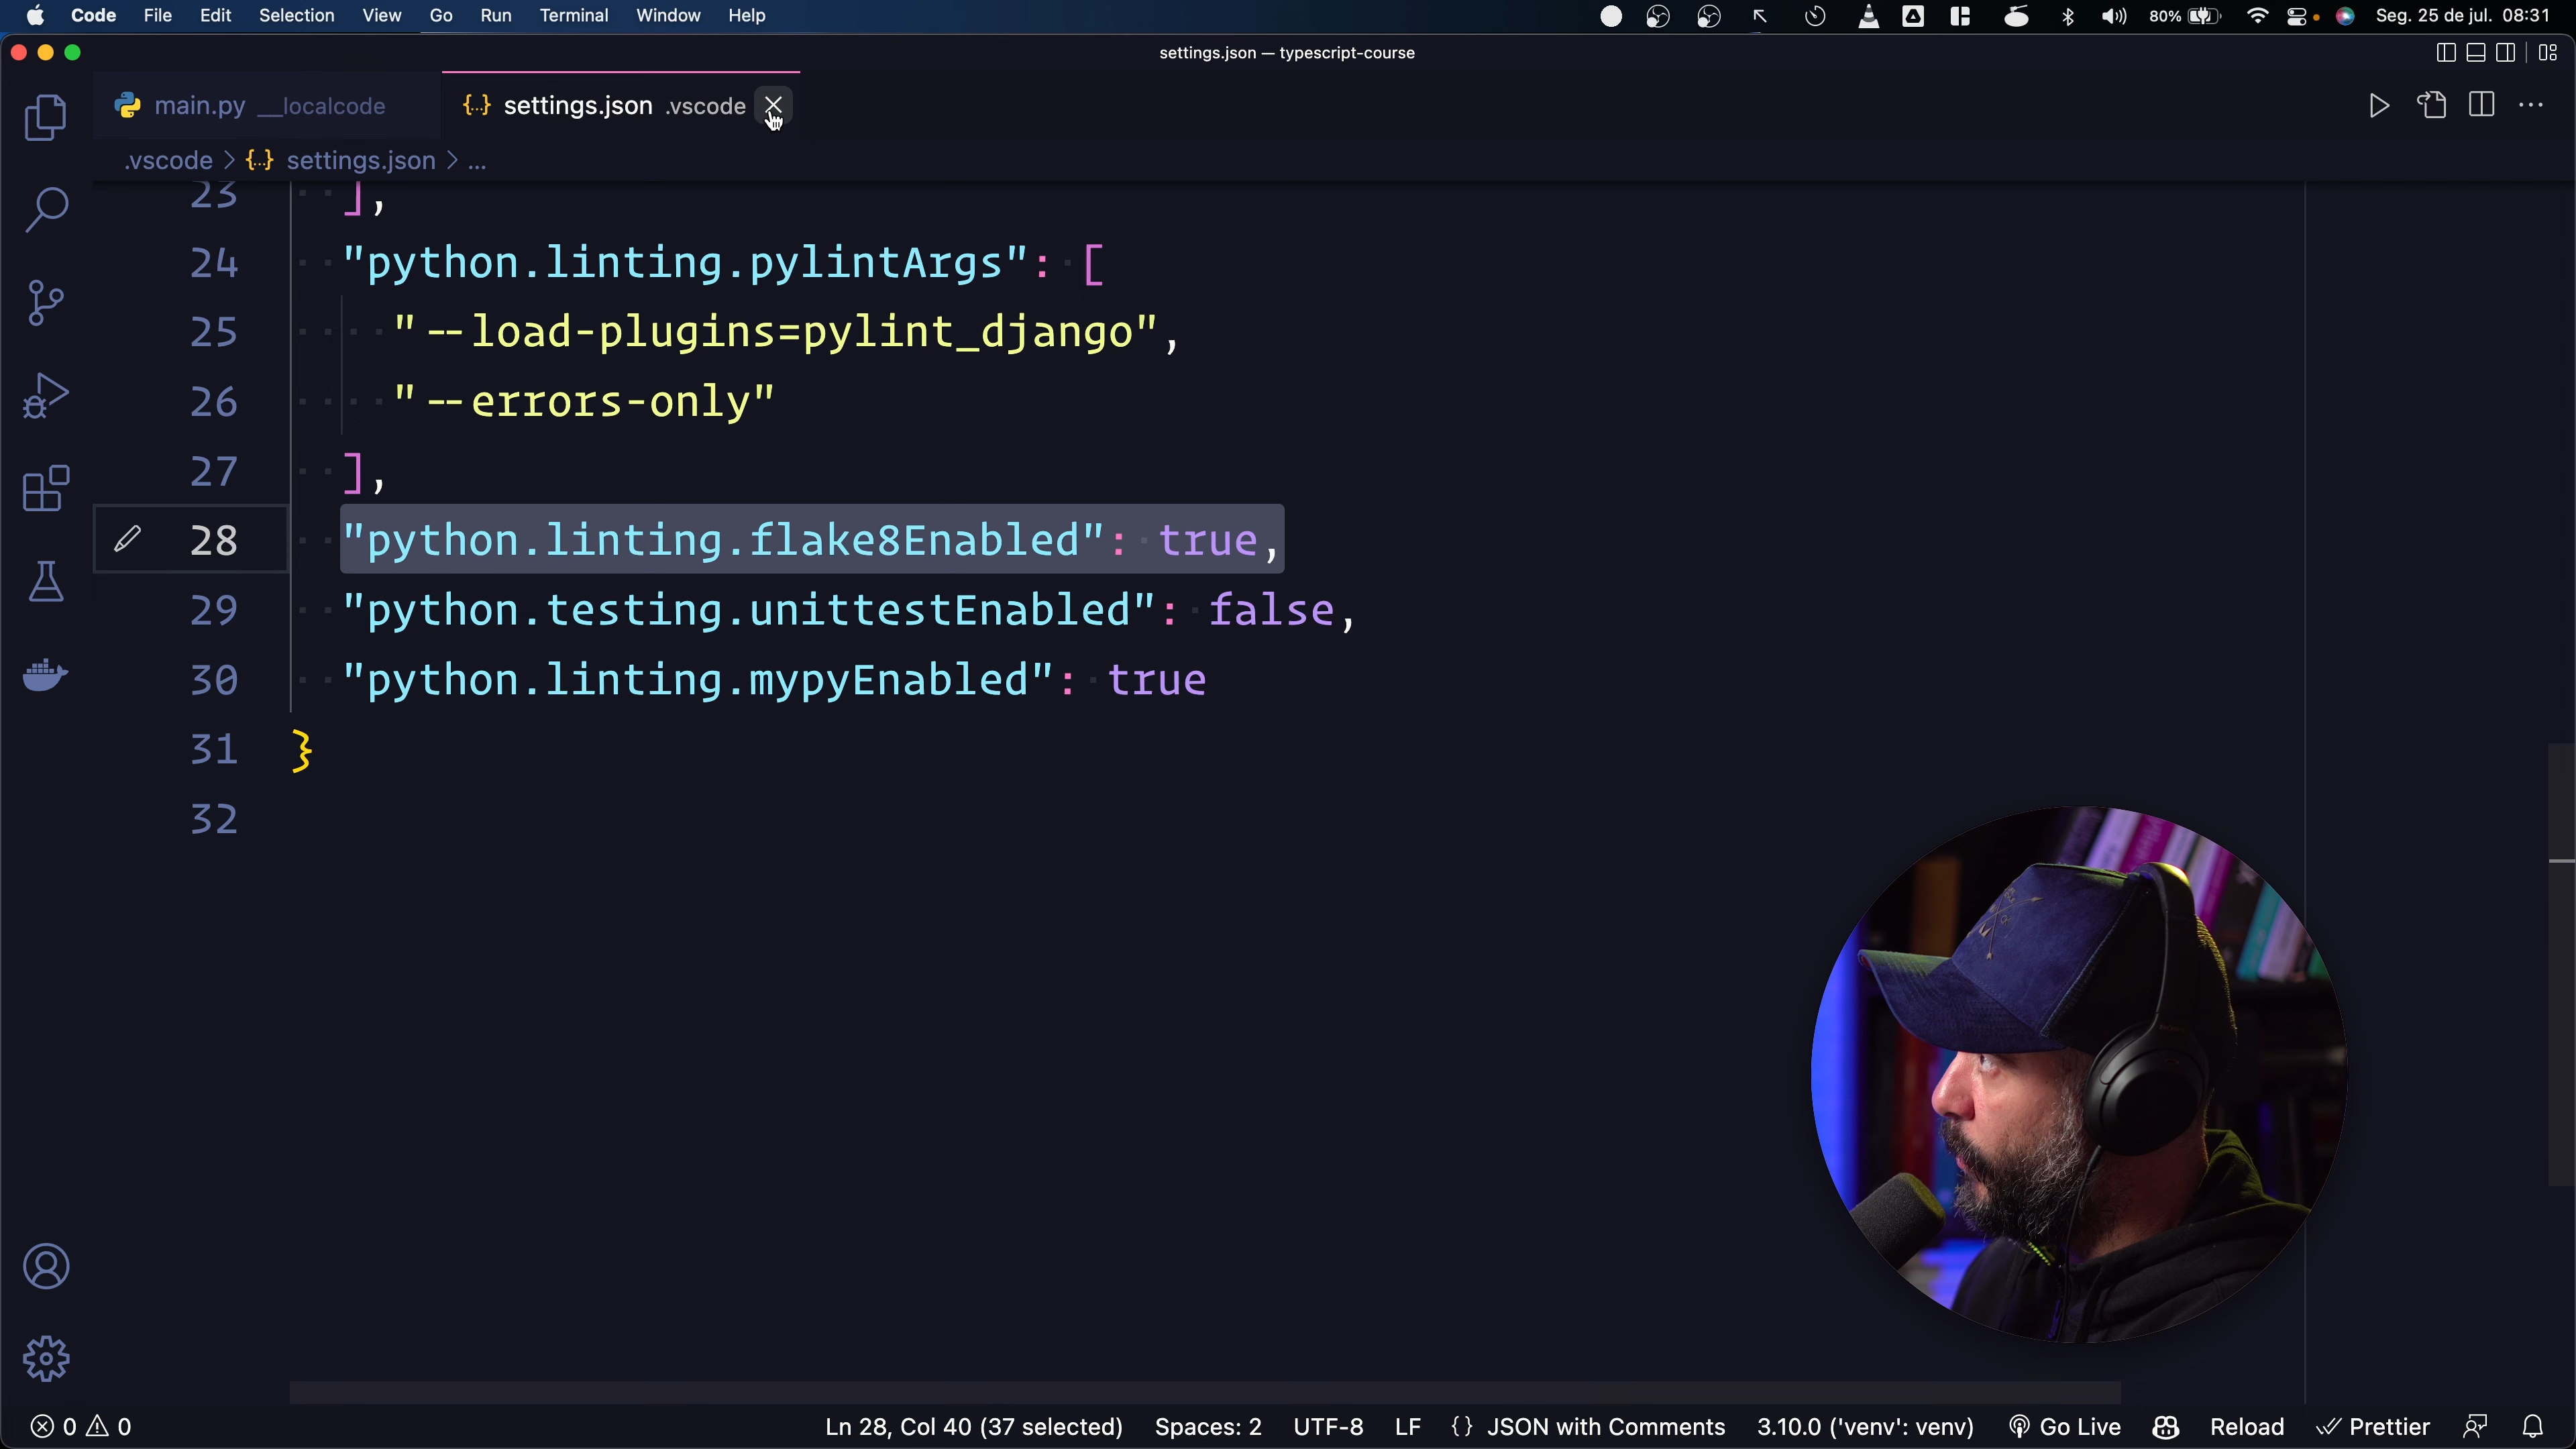 Code File Edit Selection View Go Run Terminal Window Help 80% Seg. 25 de jul. 08:31
settings.json — typescript-course
main.py __localcode {..} settings.json .vscode
.vscode > {..} settings.json > ...
23 ],
24 "python.linting.pylintArgs": [
25 "--load-plugins=pylint_django",
26 "--errors-only"
27 ],
28 "python.linting.flake8Enabled": true,
29 "python.testing.unittestEnabled": false,
30 "python.linting.mypyEnabled": true
31 }
32
0 0 Ln 28, Col 40 (37 selected) Spaces: 2 UTF-8 LF {} JSON with Comments 3.10.0 ('venv': venv) Go Live Reload Prettier